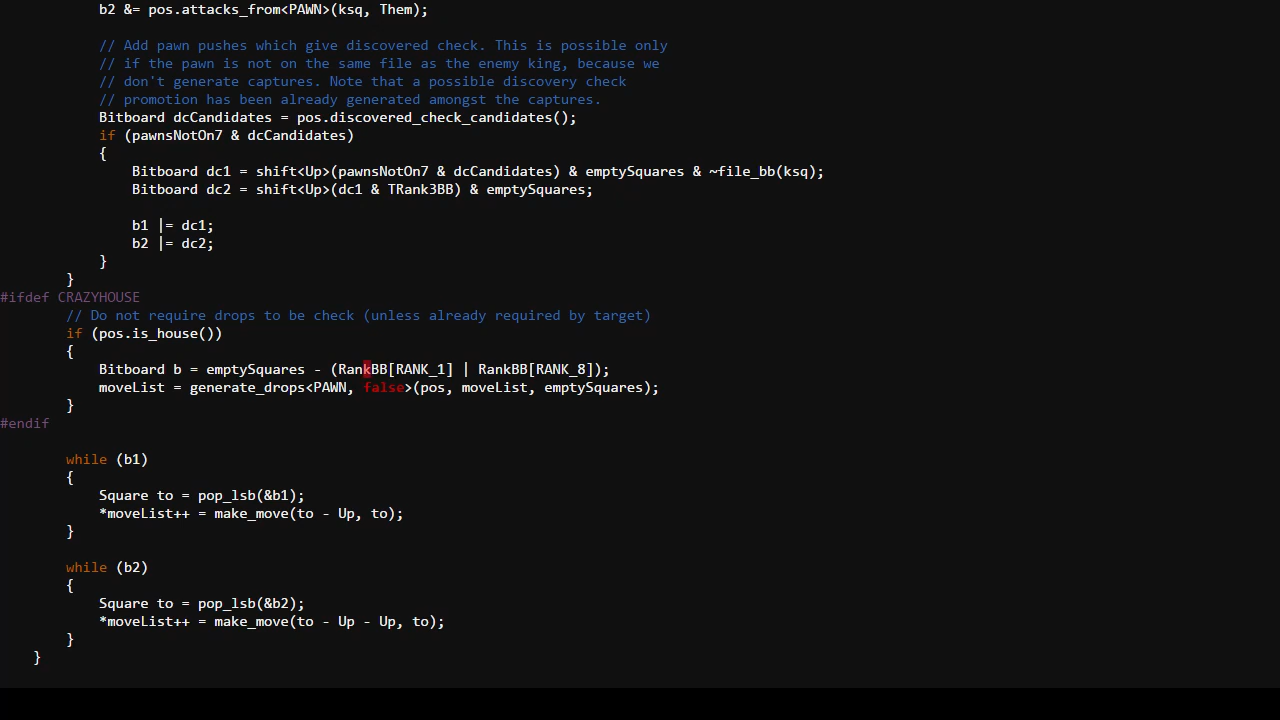 b2 &= pos.attacks_from<PAWN>(ksq, Them);
// Add pawn pushes which give discovered check. This is possible only
// if the pawn is not on the same file as the enemy king, because we
// don't generate captures. Note that a possible discovery check
// promotion has been already generated amongst the captures.
Bitboard dcCandidates = pos.discovered_check_candidates();
if (pawnsNotOn7 & dcCandidates)
{
Bitboard dc1 = shift<Up>(pawnsNotOn7 & dcCandidates) & emptySquares & ~file_bb(ksq);
Bitboard dc2 = shift<Up>(dc1 & TRank3BB) & emptySquares;
b1 |= dc1;
b2 |= dc2;
}
}
#ifdef CRAZYHOUSE
// Do not require drops to be check (unless already required by target)
if (pos.is_house())
{
Bitboard b = emptySquares - (RankBB[RANK_1] | RankBB[RANK_8]);
moveList = generate_drops<PAWN, false>(pos, moveList, emptySquares);
}
#endif
while (b1)
{
Square to = pop_lsb(&b1);
*moveList++ = make_move(to - Up, to);
}
while (b2)
{
Square to = pop_lsb(&b2);
*moveList++ = make_move(to - Up - Up, to);
}
}